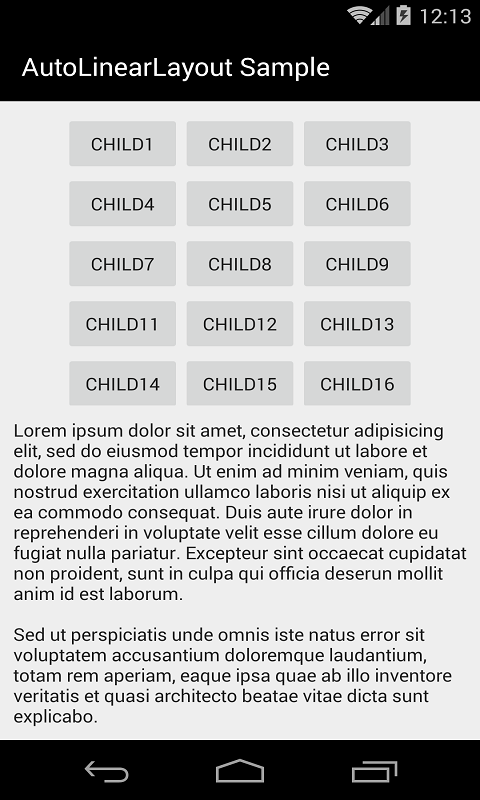 12:13
AutoLinearLayout Sample
CHILD1 CHILD2 CHILD3
CHILD4 CHILD5 CHILD6
CHILD7 CHILD8 CHILD9
CHILD11 CHILD12 CHILD13
CHILD14 CHILD15 CHILD16
Lorem ipsum dolor sit amet, consectetur adipisicing
elit, sed do eiusmod tempor incididunt ut labore et
dolore magna aliqua. Ut enim ad minim veniam, quis
nostrud exercitation ullamco laboris nisi ut aliquip ex
ea commodo consequat. Duis aute irure dolor in
reprehenderi in voluptate velit esse cillum dolore eu
fugiat nulla pariatur. Excepteur sint occaecat cupidatat
non proident, sunt in culpa qui officia deserun mollit
anim id est laborum.
Sed ut perspiciatis unde omnis iste natus error sit
voluptatem accusantium doloremque laudantium,
totam rem aperiam, eaque ipsa quae ab illo inventore
veritatis et quasi architecto beatae vitae dicta sunt
explicabo.